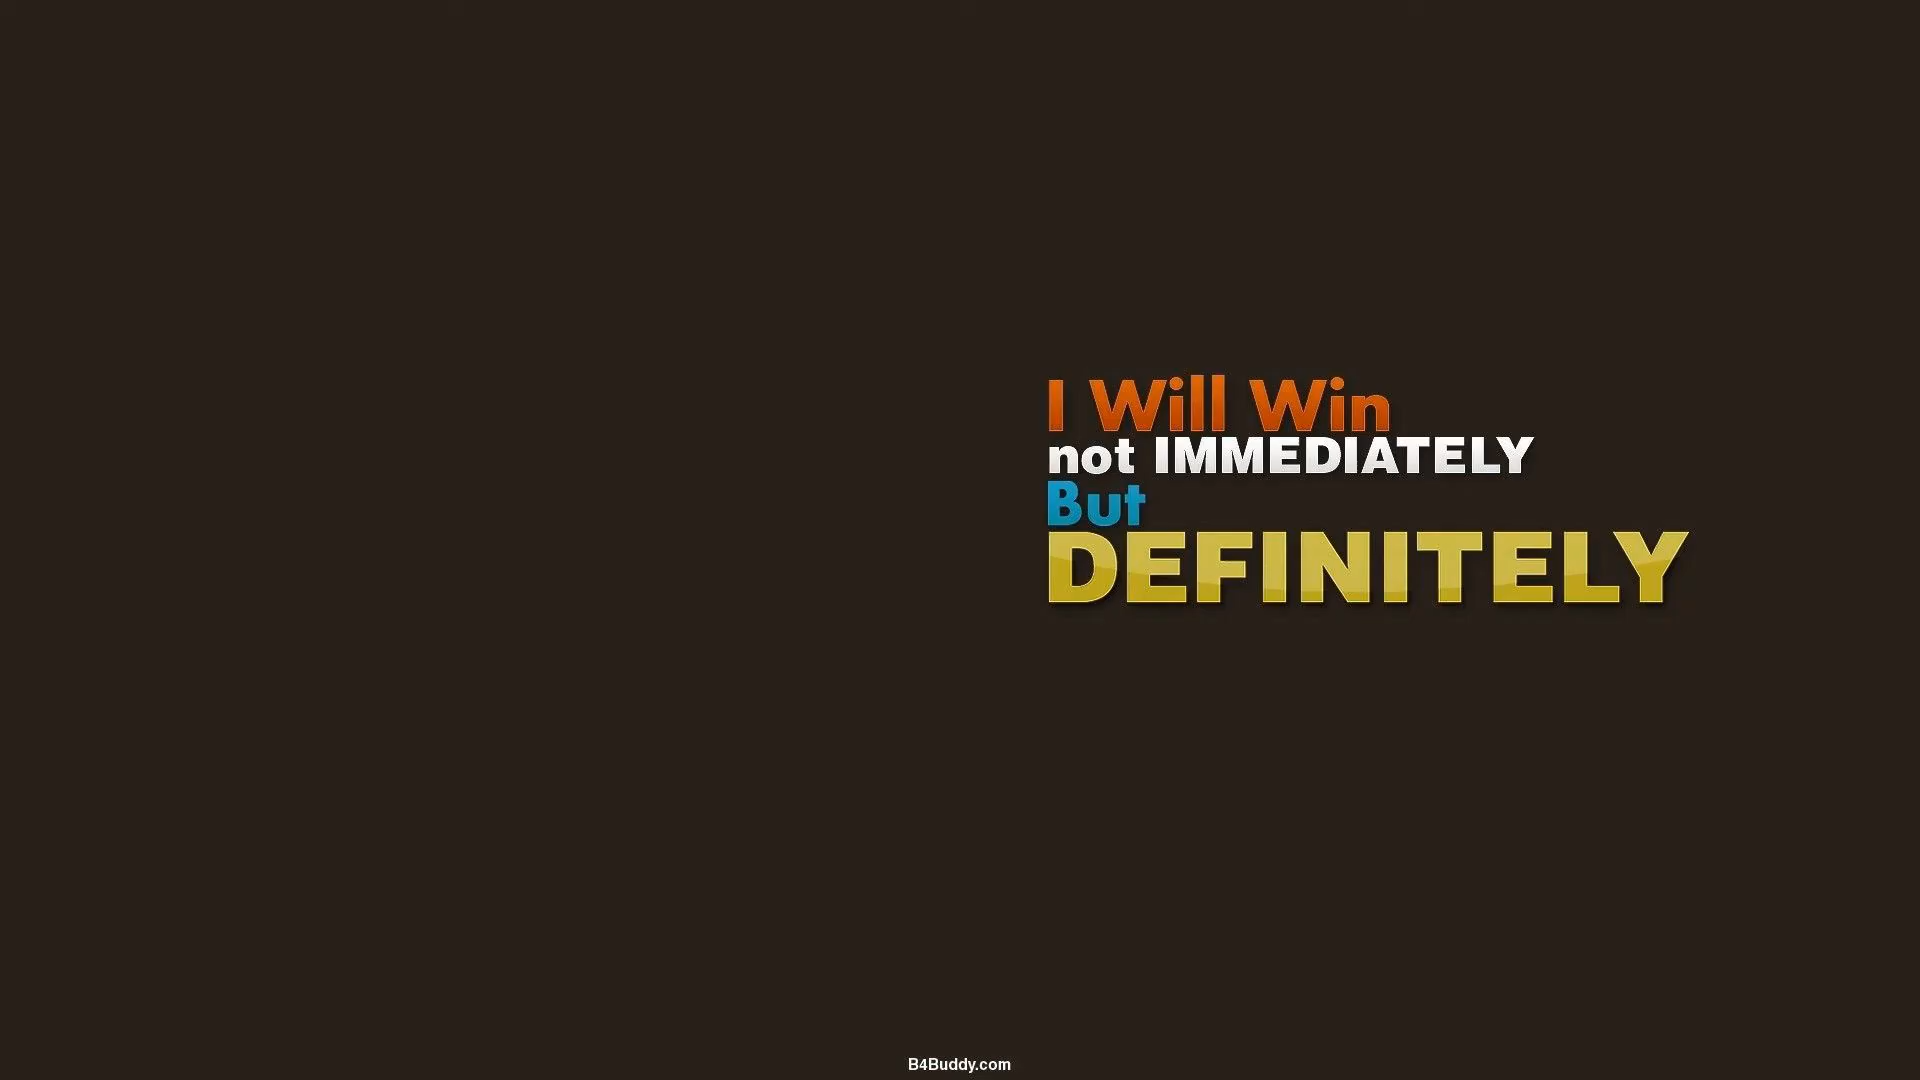 I Will Win
not IMMEDIATELY
But
DEFINITELY
B4Buddy.com